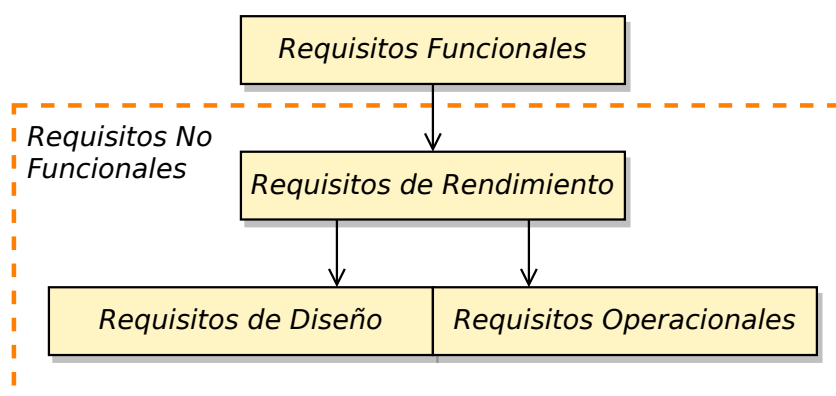 Requisitos Funcionales
Requisitos No
Funcionales
Requisitos de Rendimiento
Requisitos de Diseño
Requisitos Operacionales